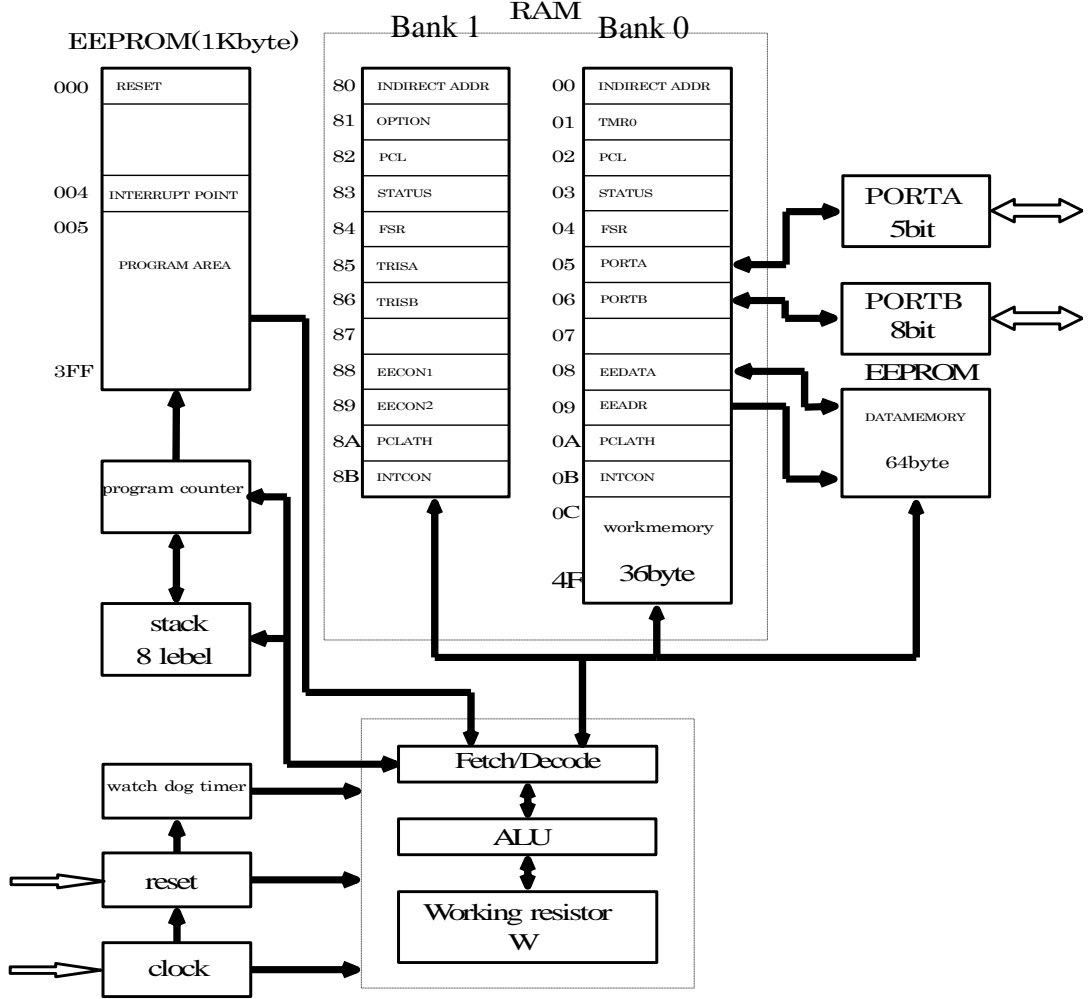 RAM
Bank 1
Bank 0
EEPROM(1Kbyte)
000 RESET
004 INTERRUPT POINT
005
PROGRAM AREA
3FF
80 INDIRECT ADDR
81 OPTION
82 PCL
83 STATUS
84 FSR
85 TRISA
86 TRISB
87
88 EECON1
89 EECON2
8A PCLATH
8B INTCON
00 INDIRECT ADDR
01 TMR0
02 PCL
03 STATUS
04 FSR
05 PORTA
06 PORTB
07
08 EEDATA
09 EEADR
0A PCLATH
0B INTCON
0C
workmemory
4F 36byte
PORTA
5bit
PORTB
8bit
EEPROM
DATAMEMORY
64byte
program counter
stack
8 lebel
Fetch/Decode
watch dog timer
ALU
reset
Working resistor
W
clock